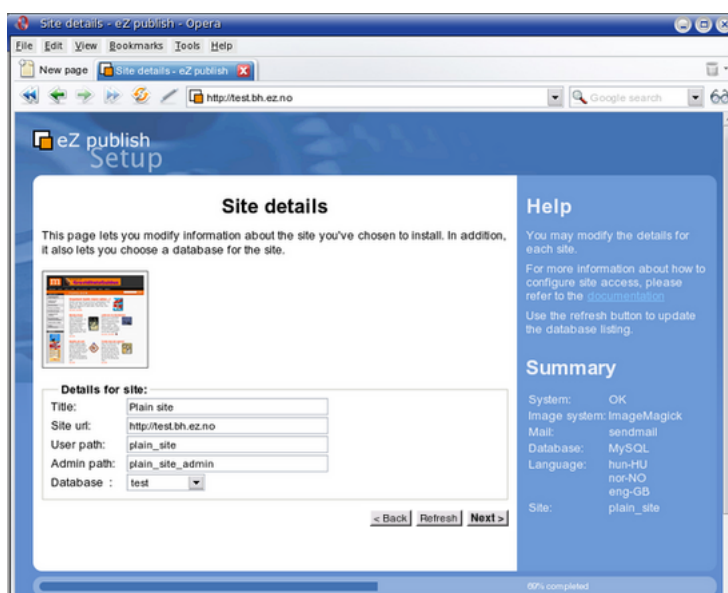 Site details - eZ publish - Opera
File Edit View Bookmarks Tools Help
New page Site details - eZ publish
http://test.bh.ez.no Google search
eZ publish
Setup
Site details
This page lets you modify information about the site you've chosen to install. In addition,
it also lets you choose a database for the site.
Details for site:
Title: Plain site
Site url: http://test.bh.ez.no
User path: plain_site
Admin path: plain_site_admin
Database : test
< Back Refresh Next >
Help
You may modify the details for
each site.
For more information about how to
configure site access, please
refer to the documentation
Use the refresh button to update
the database listing.
Summary
System: OK
Image system: ImageMagick
Mail: sendmail
Database: MySQL
Language: hun-HU
nor-NO
eng-GB
Site: plain_site
69% completed